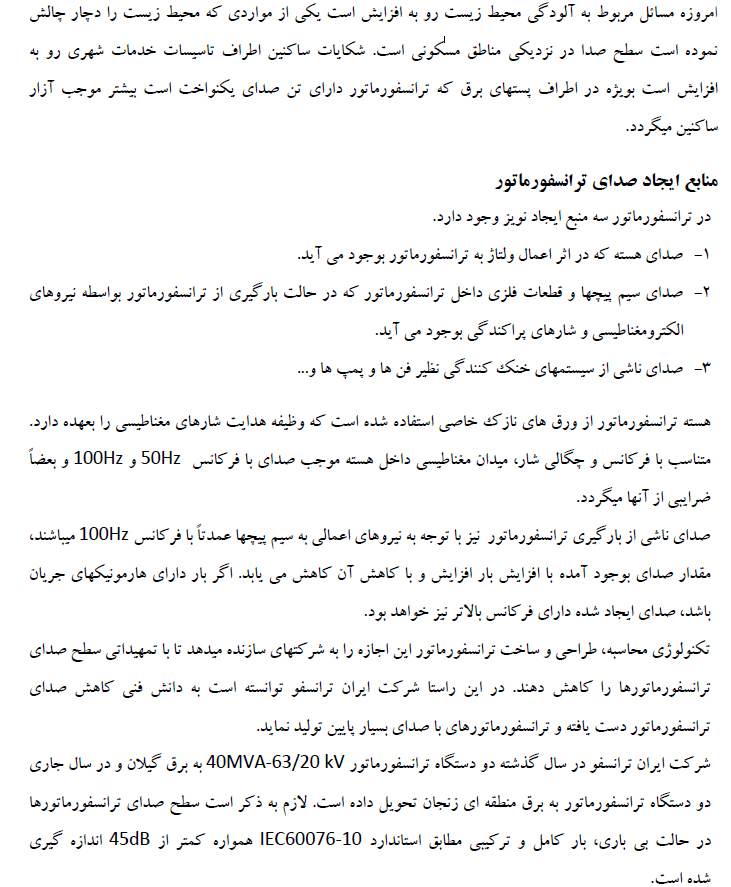 امروزه مسائل مربوط به آلودگی محیط زیست رو به افزایش است یکی از مواردی که محیط زیست را دچار چالش
نموده است سطح صدا در نزدیکی مناطق مسکونی است. شکایات ساکنین اطراف تاسیسات خدمات شهری رو به
افزایش است بویژه در اطراف پستهای برق که ترانسفورماتور دارای تن صدای یکنواخت است بیشتر موجب آزار
ساکنین میگردد.
منابع ایجاد صدای ترانسفورماتور
در ترانسفورماتور سه منبع ایجاد نویز وجود دارد.
۱- صدای هسته که در اثر اعمال ولتاژ به ترانسفورماتور بوجود می آید.
۲- صدای سیم پیچها و قطعات فلزی داخل ترانسفورماتور که در حالت بارگیری از ترانسفورماتور بواسطه نیروهای
الکترومغناطیسی و شارهای پراکندگی بوجود می آید.
۳- صدای ناشی از سیستمهای خنک کنندگی نظیر فن ها و پمپ ها و...
هسته ترانسفورماتور از ورق های نازک خاصی استفاده شده است که وظیفه هدایت شارهای مغناطیسی را بعهده دارد.
متناسب با فرکانس و چگالی شار، میدان مغناطیسی داخل هسته موجب صدای با فرکانس 50Hz و 100Hz و بعضاً
ضرایبی از آنها میگردد.
صدای ناشی از بارگیری ترانسفورماتور نیز با توجه به نیروهای اعمالی به سیم پیچها عمدتاً با فرکانس 100Hz میباشند،
مقدار صدای بوجود آمده با افزایش بار افزایش و با کاهش آن کاهش می یابد. اگر بار دارای هارمونیکهای جریان
باشد، صدای ایجاد شده دارای فرکانس بالاتر نیز خواهد بود.
تکنولوژی محاسبه، طراحی و ساخت ترانسفورماتور این اجازه را به شرکتهای سازنده میدهد تا با تمهیداتی سطح صدای
ترانسفورماتورها را کاهش دهند. در این راستا شرکت ایران ترانسفو توانسته است به دانش فنی کاهش صدای
ترانسفورماتور دست یافته و ترانسفورماتورهای با صدای بسیار پایین تولید نماید.
شرکت ایران ترانسفو در سال گذشته دو دستگاه ترانسفورماتور 40MVA-63/20 kV به برق گیلان و در سال جاری
دو دستگاه ترانسفورماتور به برق منطقه ای زنجان تحویل داده است. لازم به ذکر است سطح صدای ترانسفورماتورها
در حالت بی باری، بار کامل و ترکیبی مطابق استاندارد IEC60076-10 همواره کمتر از 45dB اندازه گیری
شده است.